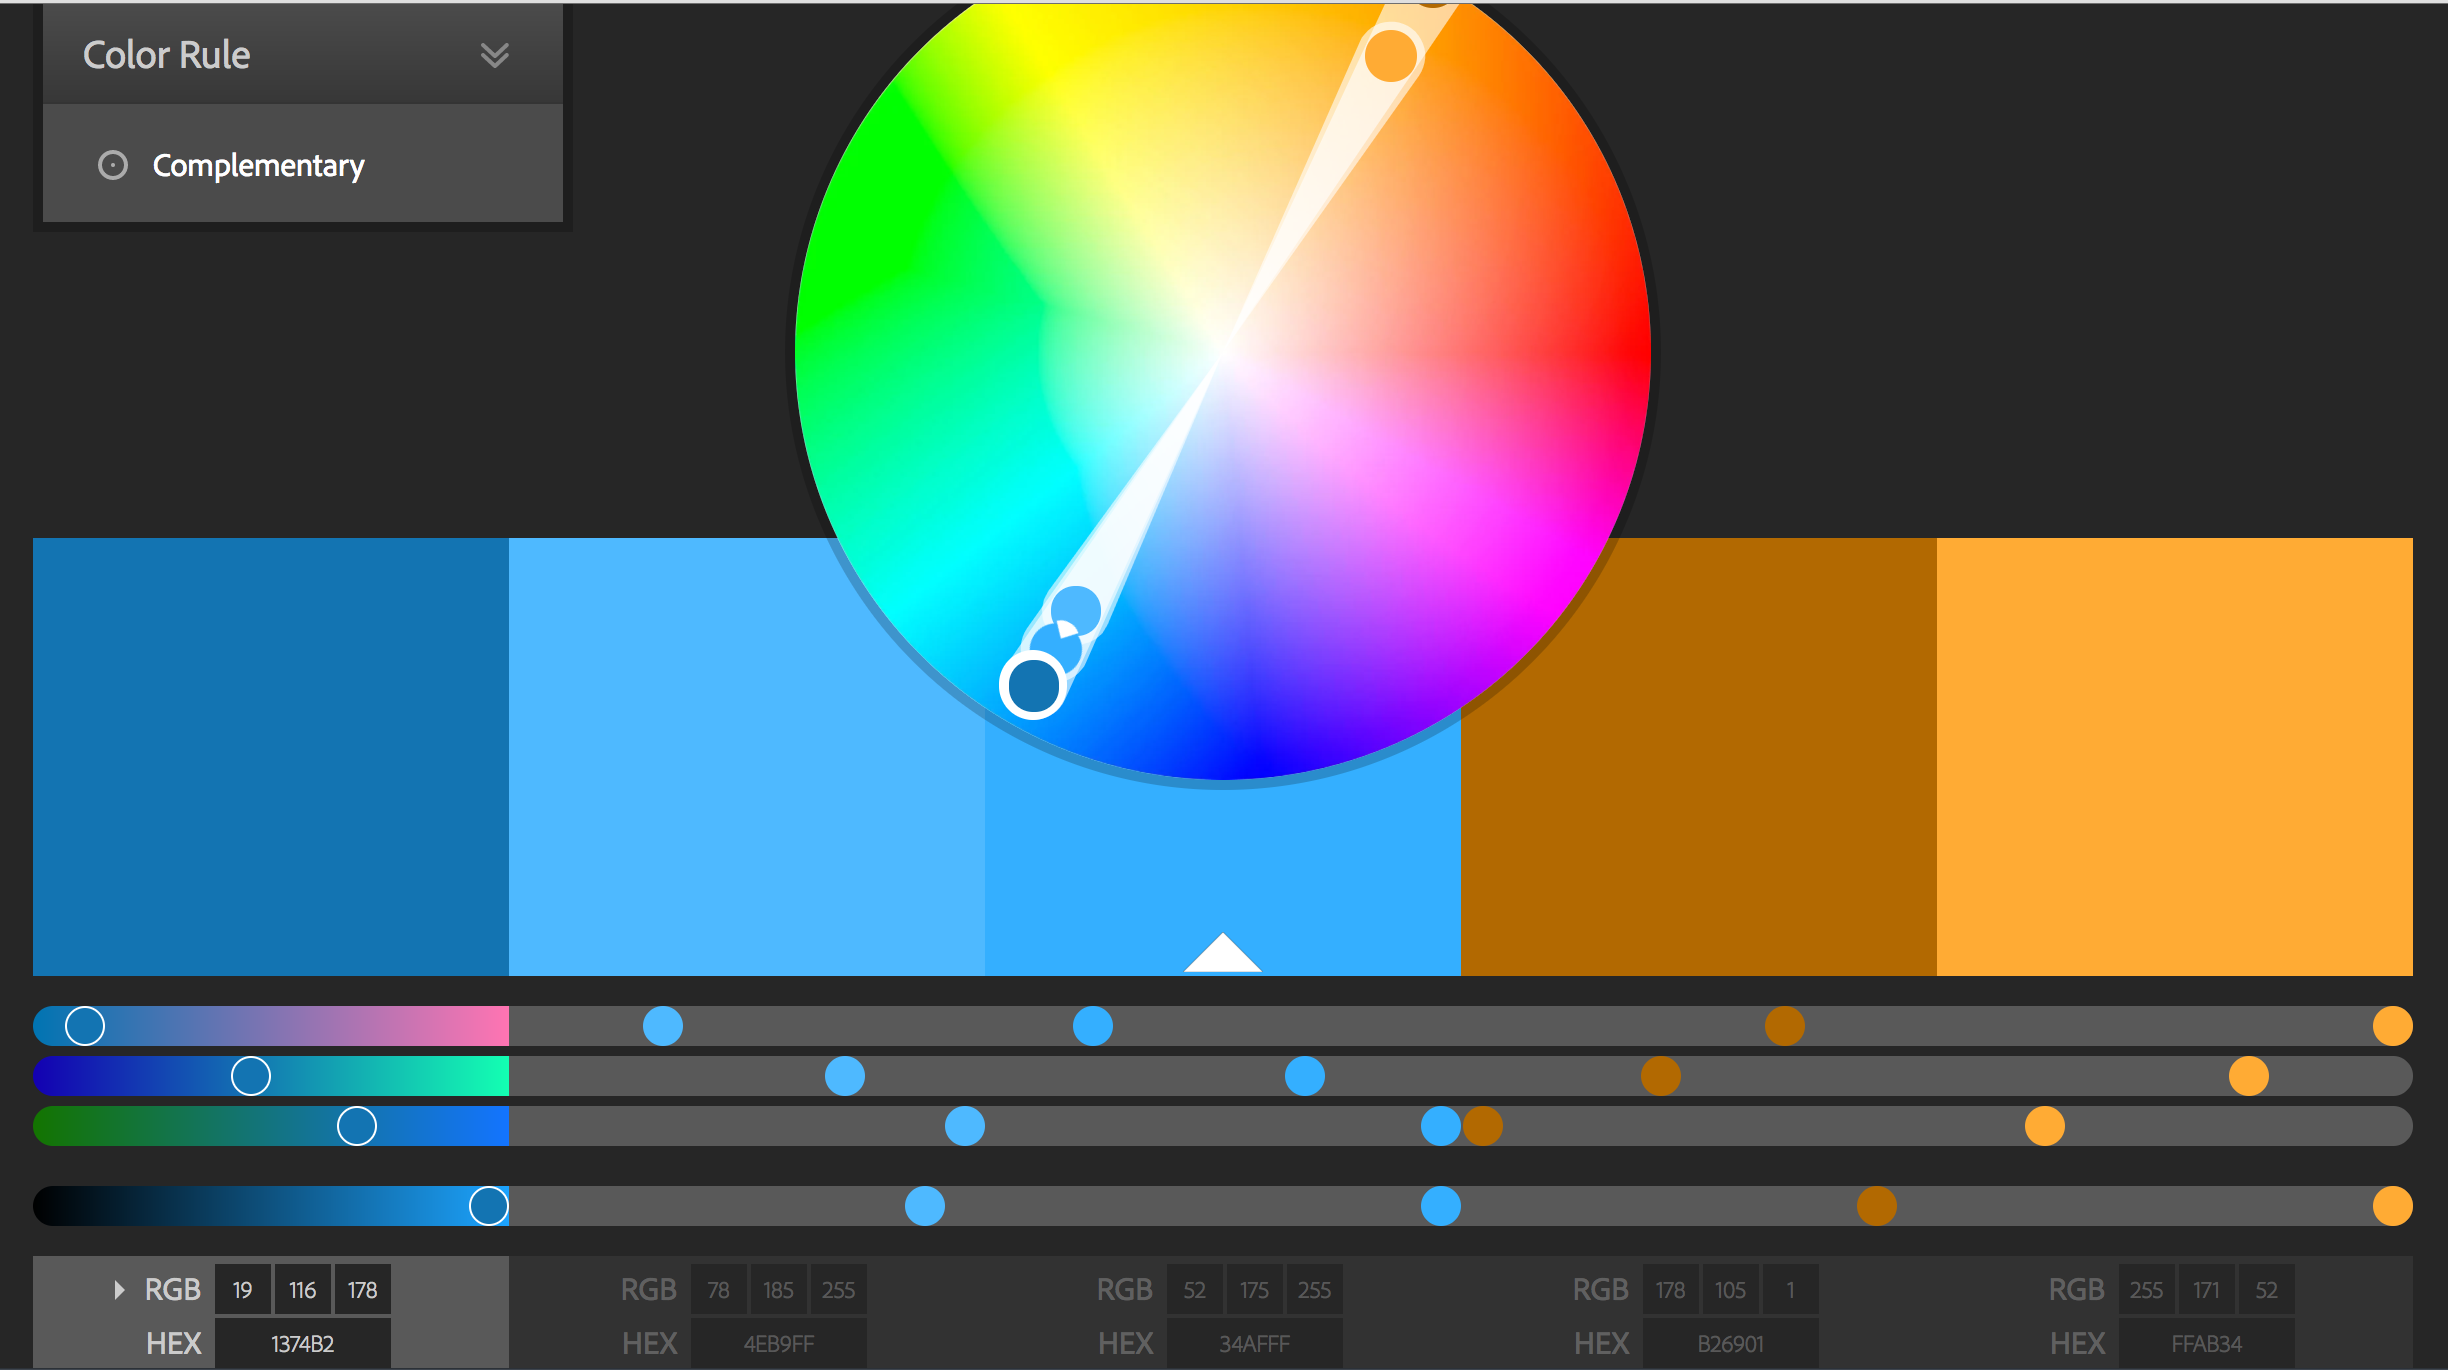 Color Rule
Complementary
RGB 19 116 178
HEX 1374B2
RGB 78 185 255
HEX 4EB9FF
RGB 52 175 255
HEX 34AFFF
RGB 178 105 1
HEX B26901
RGB 255 171 52
HEX FFAB34